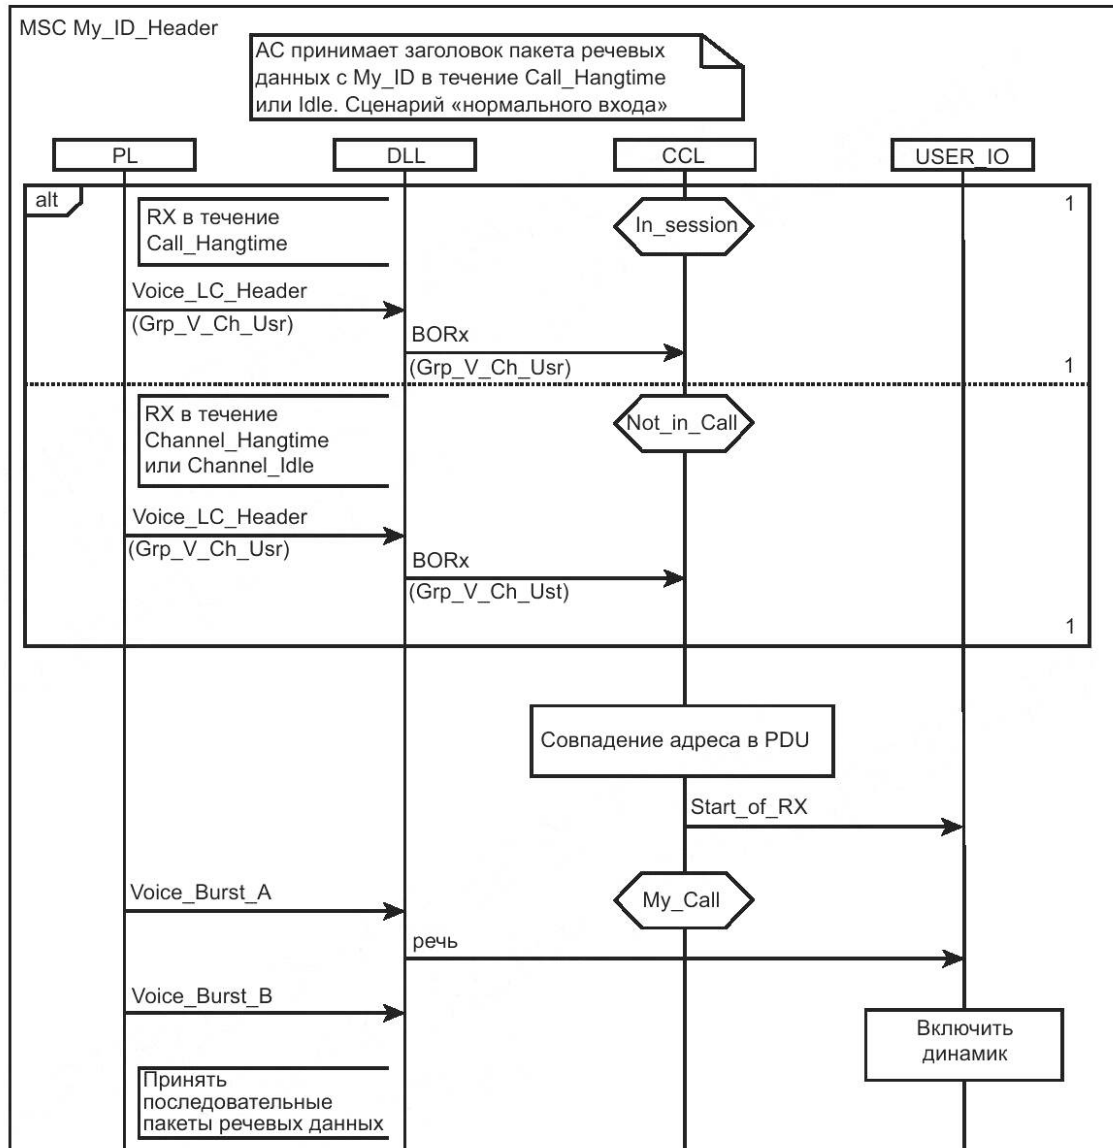 MSC My_ID_Header
АС принимает заголовок пакета речевых
данных с My_ID в течение Call_Hangtime
или Idle. Сценарий «нормального входа»
PL
DLL
CCL
USER_IO
alt
1
RX в течение
Call_Hangtime
In_session
Voice_LC_Header
(Grp_V_Ch_Usr)
BORx
(Grp_V_Ch_Usr)
1
RX в течение
Channel_Hangtime
или Channel_Idle
Not_in_Call
Voice_LC_Header
(Grp_V_Ch_Usr)
BORx
(Grp_V_Ch_Ust)
1
Совпадение адреса в PDU
Start_of_RX
Voice_Burst_A
My_Call
речь
Voice_Burst_B
Включить
динамик
Принять
последовательные
пакеты речевых данных